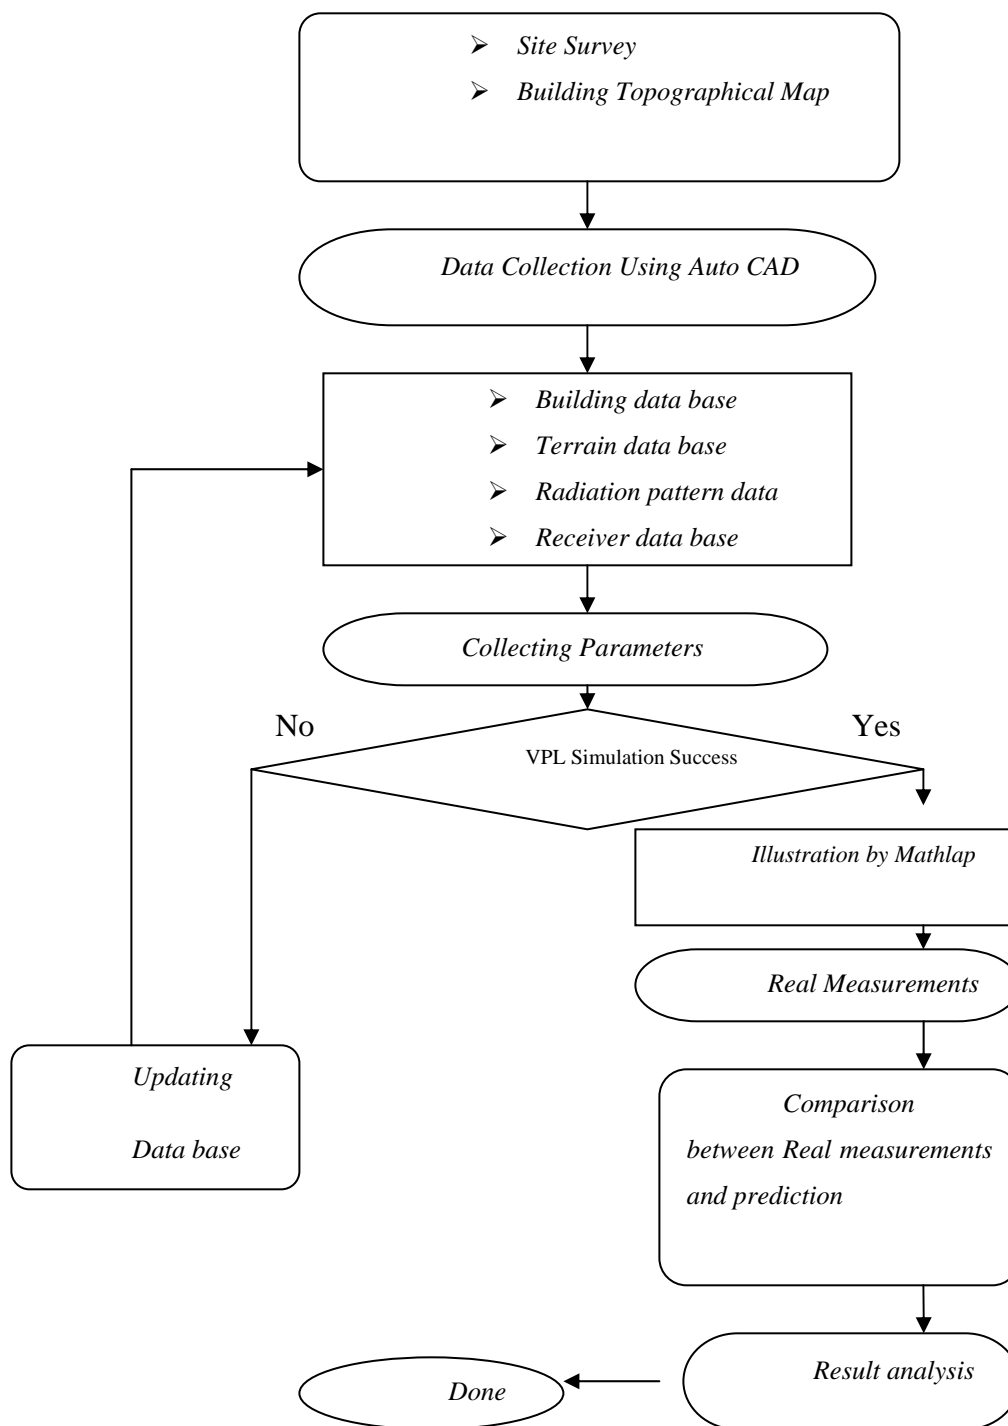 Site Survey
Building Topographical Map
Data Collection Using Auto CAD
Building data base
Terrain data base
Radiation pattern data
Receiver data base
Collecting Parameters
No
Yes
VPL Simulation Success
Illustration by Mathlap
Real Measurements
Updating
Data base
Comparison
between Real measurements
and prediction
Result analysis
Done